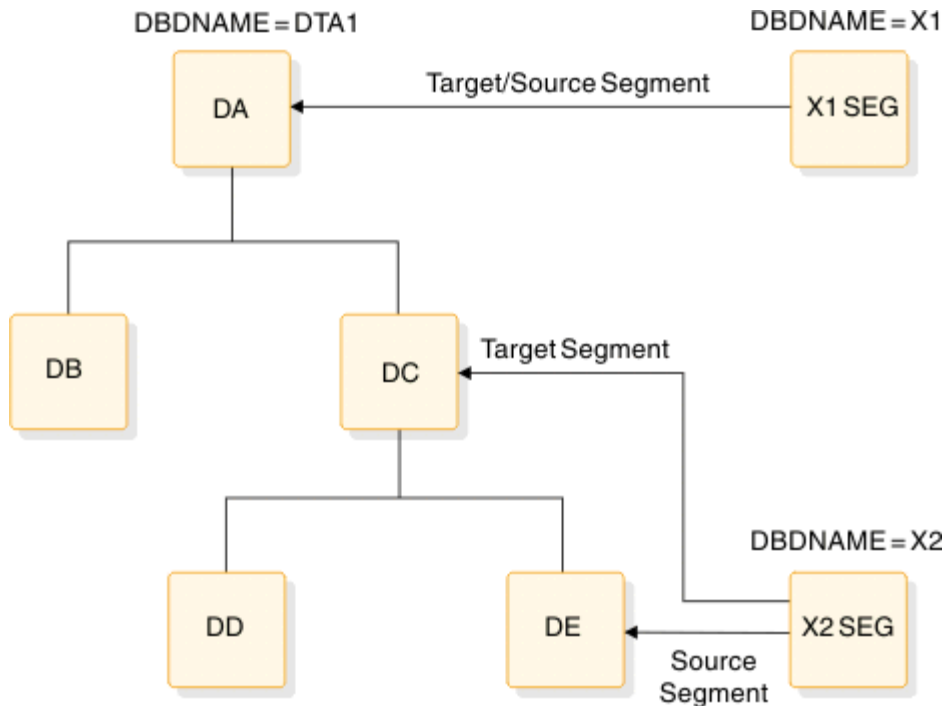 DBDNAME=DTA1
DBDNAME=X1
Target/Source Segment
DA
X1 SEG
DB
DC
Target Segment
DBDNAME=X2
DD
DE
X2 SEG
Source
Segment